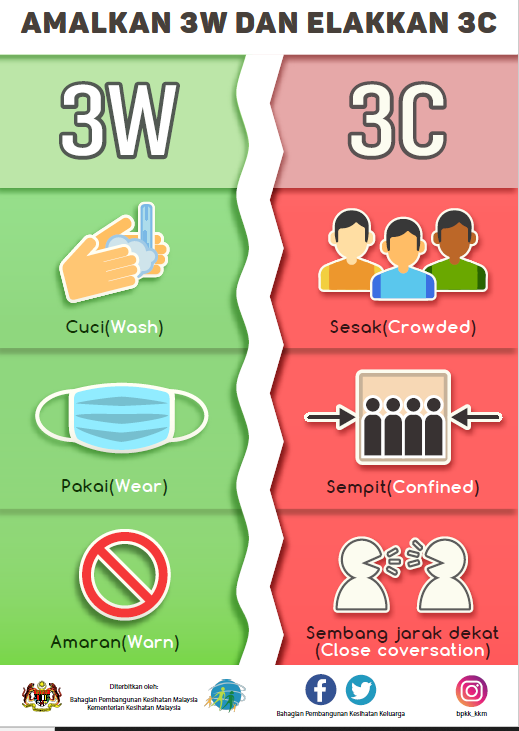 AMALKAN 3W DAN ELAKKAN 3C
3W
Cuci(Wash)
Pakai(Wear)
Amaran(Warn)
3C
Sesak(Crowded)
Sempit(Confined)
Sembang jarak dekat
(Close coversation)
Diterbitkan oleh:
Bahagian Pembangunan Kesihatan Malaysia
Kementerian Kesihatan Malaysia
Bahagian Pembangunan Kesihatan Keluarga
bpkk_kkm